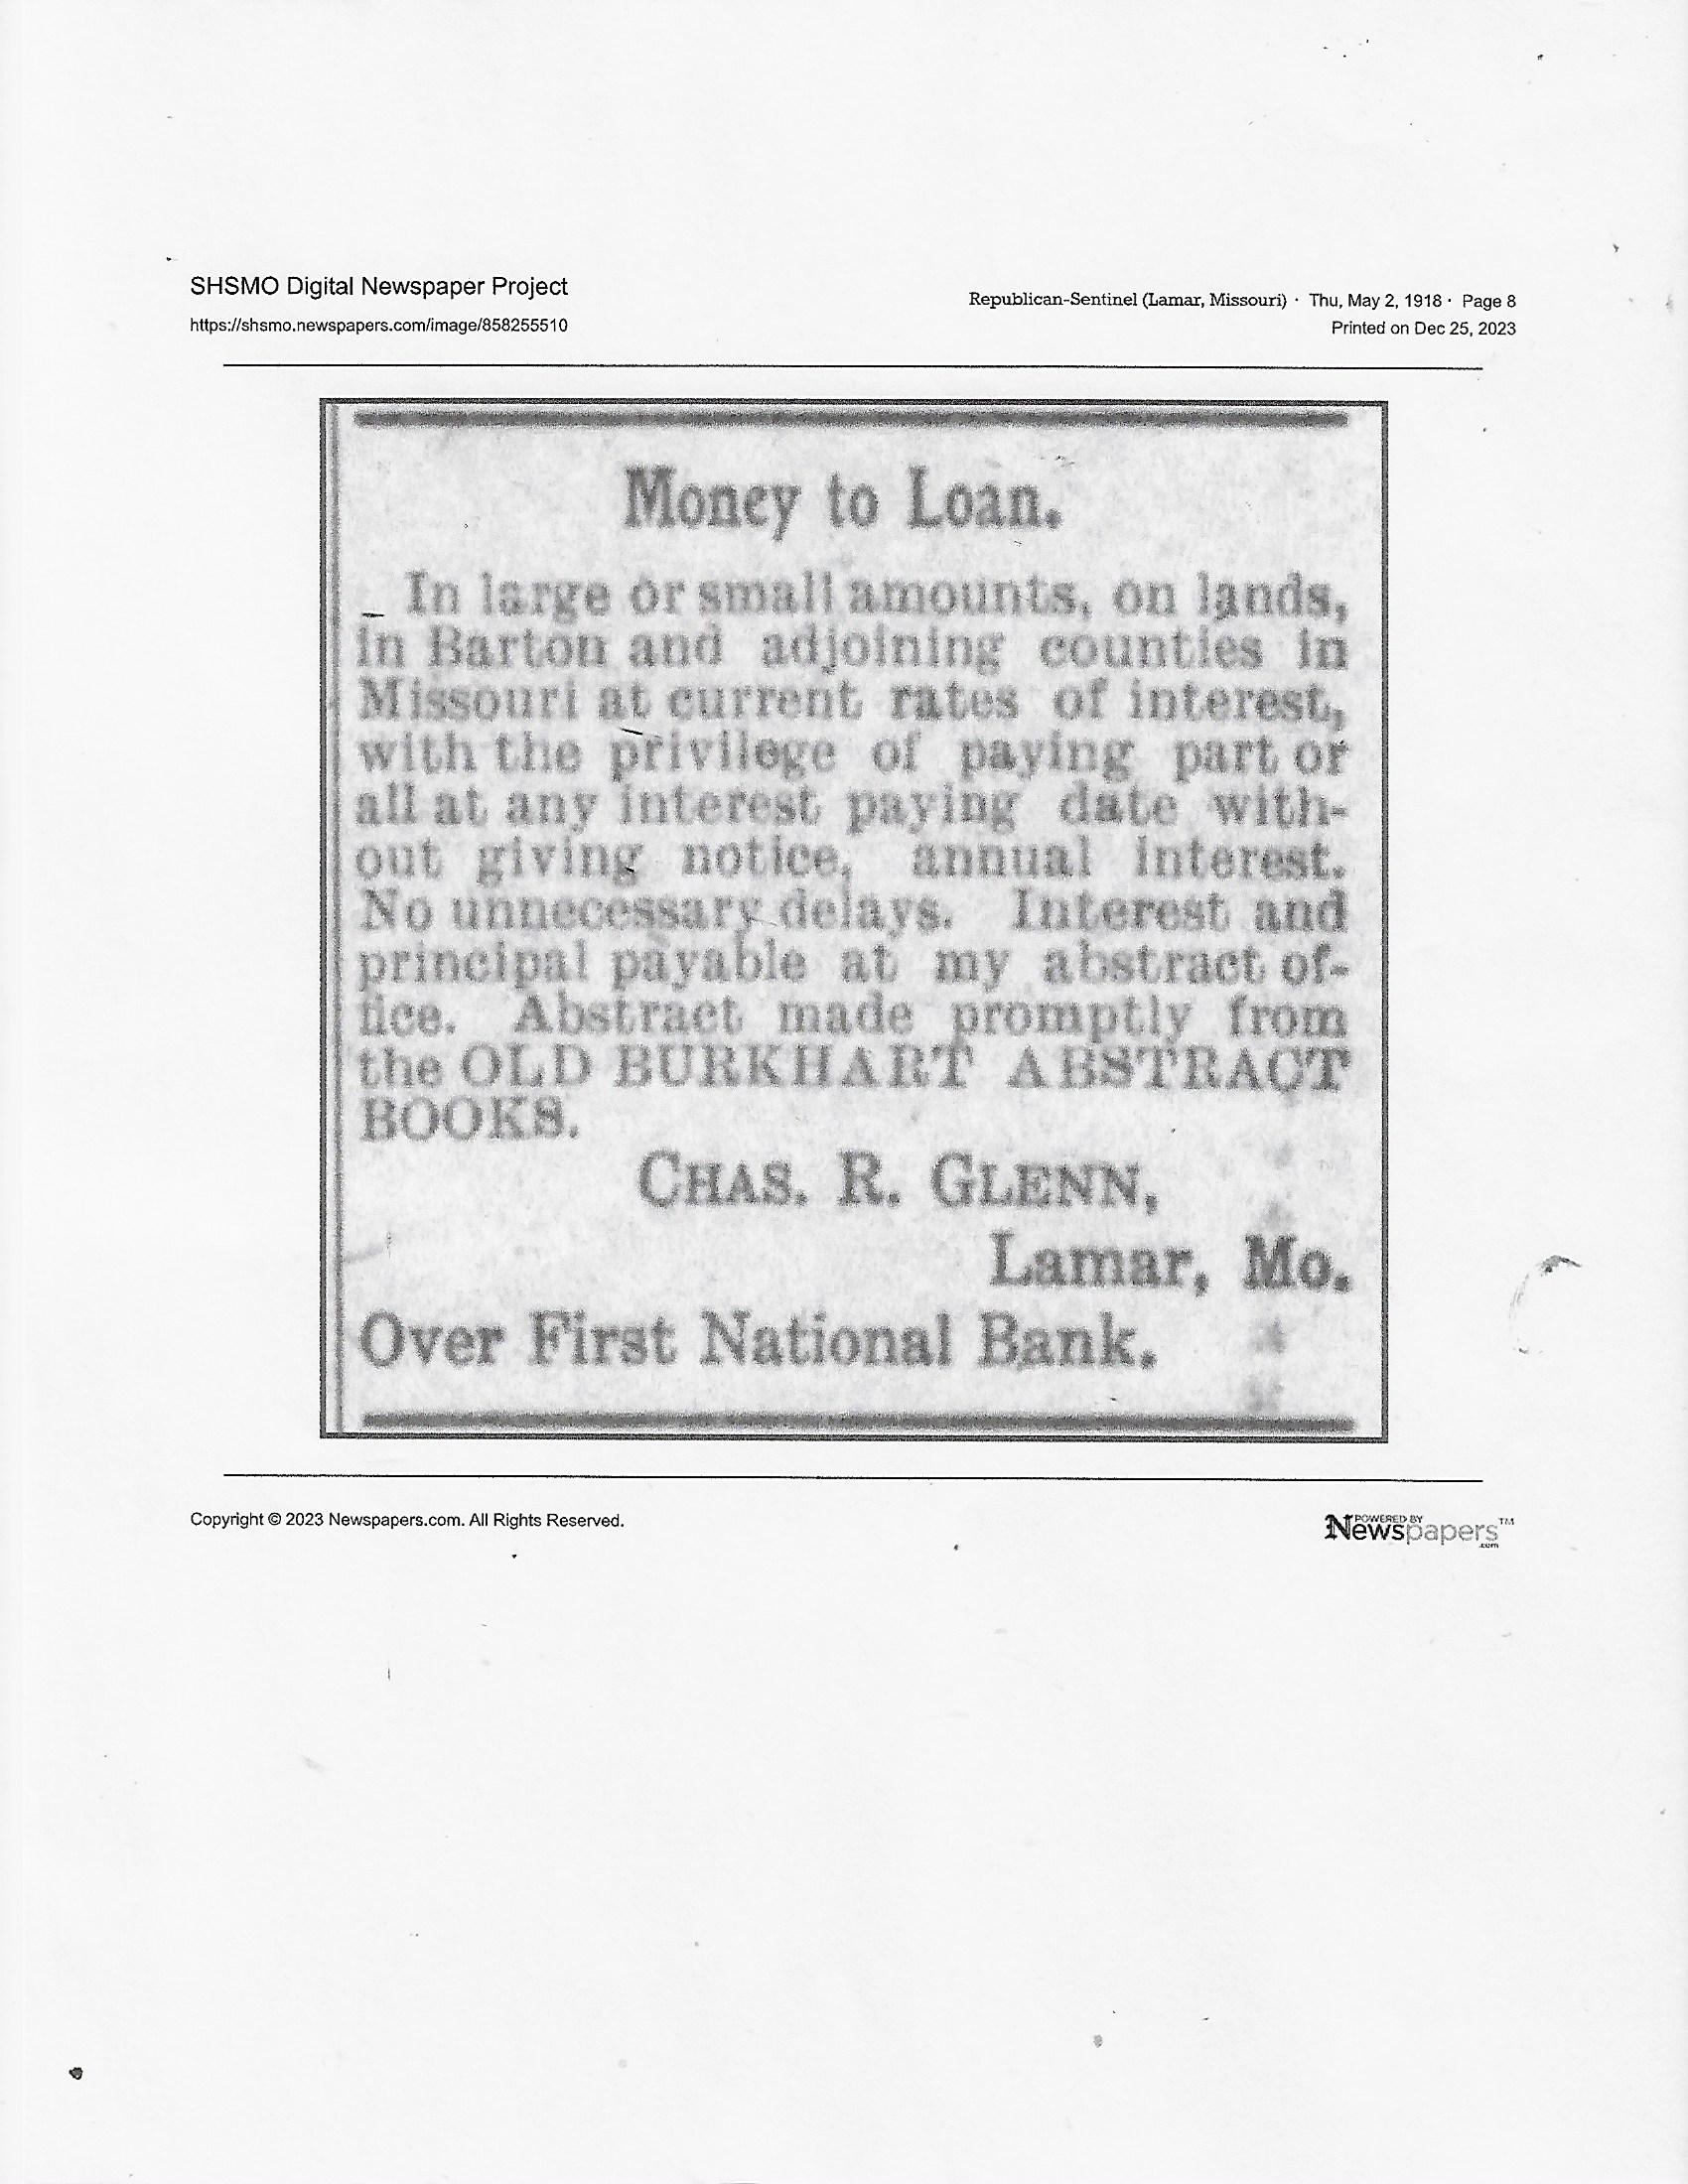 SHSMO Digital Newspaper Project
https://shsmo.newspapers.com/image/858255510
Republican-Sentinel (Lamar, Missouri) · Thu, May 2, 1918 · Page 8
Printed on Dec 25, 2023
Money to Loan.
In large or small amounts, on lands,
in Barton and adjoining counties in
Missouri at current rates of interest,
with the privilege of paying part or
all at any interest paying date with-
out giving notice, annual interest.
No unnecessary delays. Interest and
principal payable at my abstract of-
fice. Abstract made promptly from
the OLD BURKHART ABSTRACT
BOOKS.
CHAS. R. GLENN,
Lamar, Mo.
Over First National Bank.
Copyright © 2023 Newspapers.com. All Rights Reserved.
POWERED BY
Newspapers™
.com